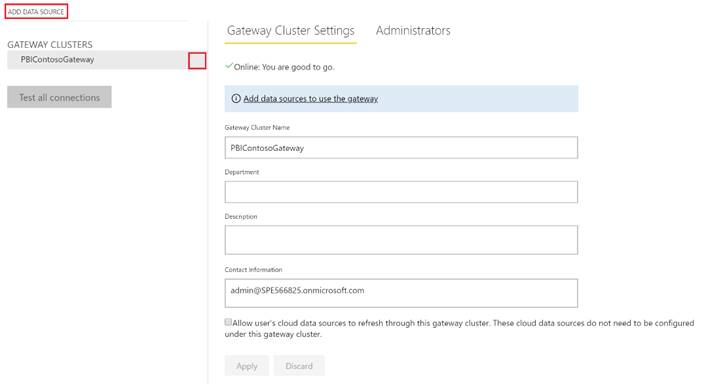 ADD DATA SOURCE
GATEWAY CLUSTERS
PBIContosoGateway
Test all connections
Gateway Cluster Settings
Administrators
Online: You are good to go.
Add data sources to use the gateway
Gateway Cluster Name
PBIContosoGateway
Department
Description
Contact Information
admin@SPE566825.onmicrosoft.com
Allow user's cloud data sources to refresh through this gateway cluster. These cloud data sources do not need to be configured
under this gateway cluster.
Apply
Discard